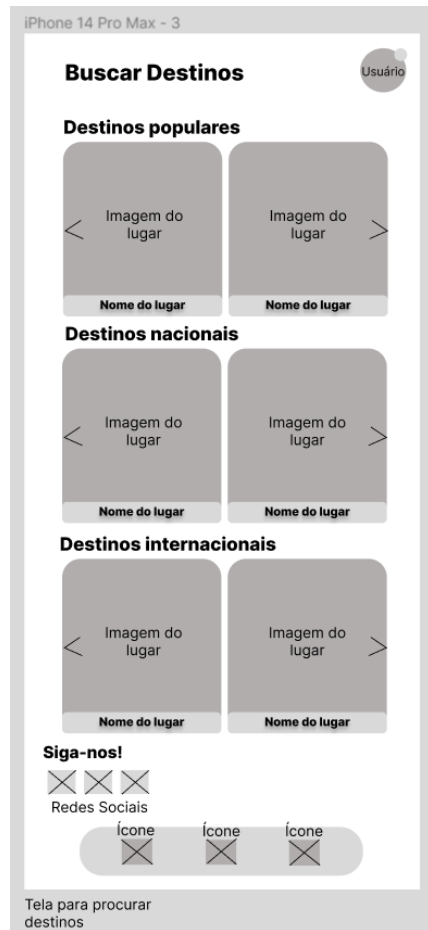 iPhone 14 Pro Max - 3
Buscar Destinos
Usuário
Destinos populares
Imagem do
lugar
Imagem do
lugar
<
>
Nome do lugar
Nome do lugar
Destinos nacionais
Imagem do
lugar
Imagem do
lugar
<
>
Nome do lugar
Nome do lugar
Destinos internacionais
Imagem do
lugar
Imagem do
lugar
<
>
Nome do lugar
Nome do lugar
Siga-nos!
Redes Sociais
Ícone
Ícone
Ícone
Tela para procurar
destinos